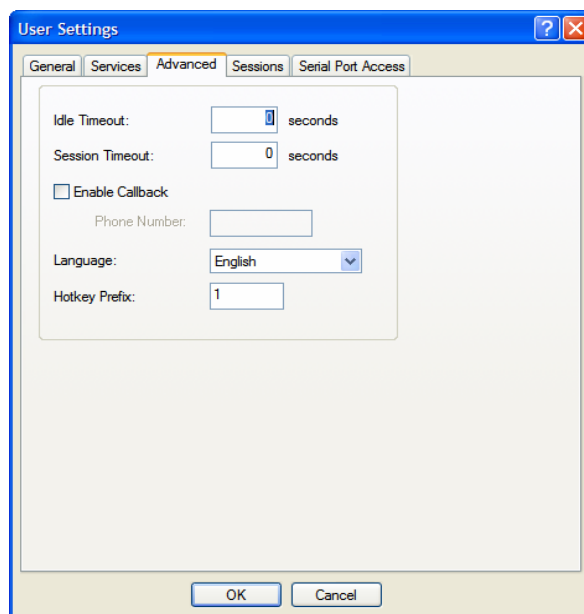 User Settings
General Services Advanced Sessions Serial Port Access
Idle Timeout: 0 seconds
Session Timeout: 0 seconds
Enable Callback
Phone Number:
Language: English
Hotkey Prefix: 1
OK Cancel